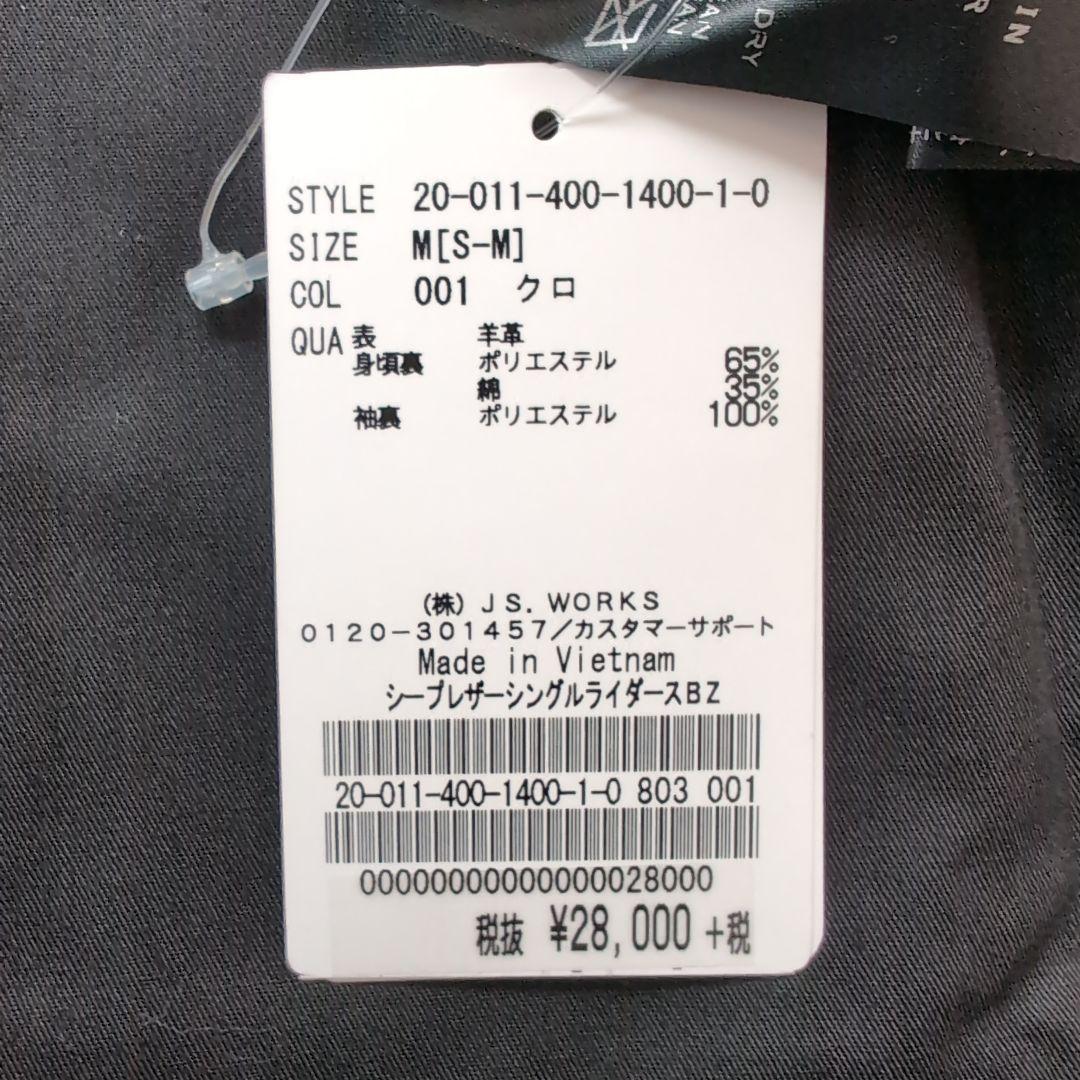 IN
R
DRY
STYLE 20-011-400-1400-1-0
SIZE M[S-M]
COL 001 クロ
QUA 表 羊革
身頃裏 ポリエステル 65%
綿 35%
袖裏 ポリエステル 100%
(株) JS. WORKS
0120-301457/カスタマーサポート
Made in Vietnam
シープレザーシングルライダースBZ
20-011-400-1400-1-0 803 001
0000000000000028000
税抜 ¥28,000 +税